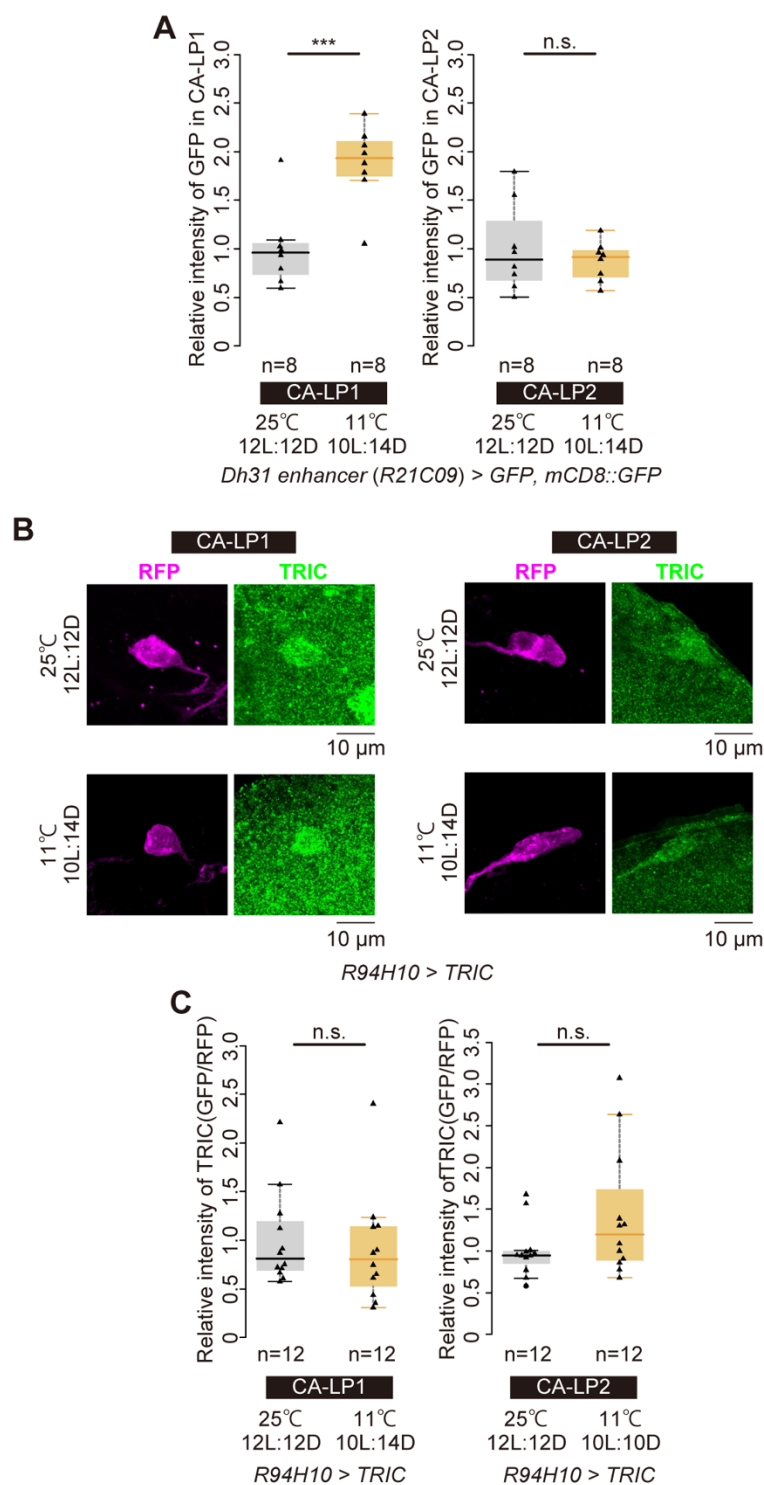 A
Relative intensity of GFP in CA-LP1
0
0.5
1.0
1.5
2.0
2.5
3.0
***
n=8
n=8
CA-LP1
25℃
12L:12D
11℃
10L:14D
Relative intensity of GFP in CA-LP2
0
0.5
1.0
1.5
2.0
2.5
3.0
n.s.
n=8
n=8
CA-LP2
25℃
12L:12D
11℃
10L:14D
Dh31 enhancer (R21C09) > GFP, mCD8::GFP
B
CA-LP1
CA-LP2
RFP
TRIC
RFP
TRIC
25℃
12L:12D
10 µm
10 µm
25℃
12L:12D
11℃
10L:14D
10 µm
10 µm
11℃
10L:14D
R94H10 > TRIC
C
Relative intensity of TRIC(GFP/RFP)
0
0.5
1.0
1.5
2.0
2.5
3.0
n.s.
n=12
n=12
CA-LP1
25℃
12L:12D
11℃
10L:14D
R94H10 > TRIC
Relative intensity ofTRIC(GFP/RFP)
0
0.5
1.0
1.5
2.0
2.5
3.0
3.5
n.s.
n=12
n=12
CA-LP2
25℃
12L:12D
11℃
10L:10D
R94H10 > TRIC